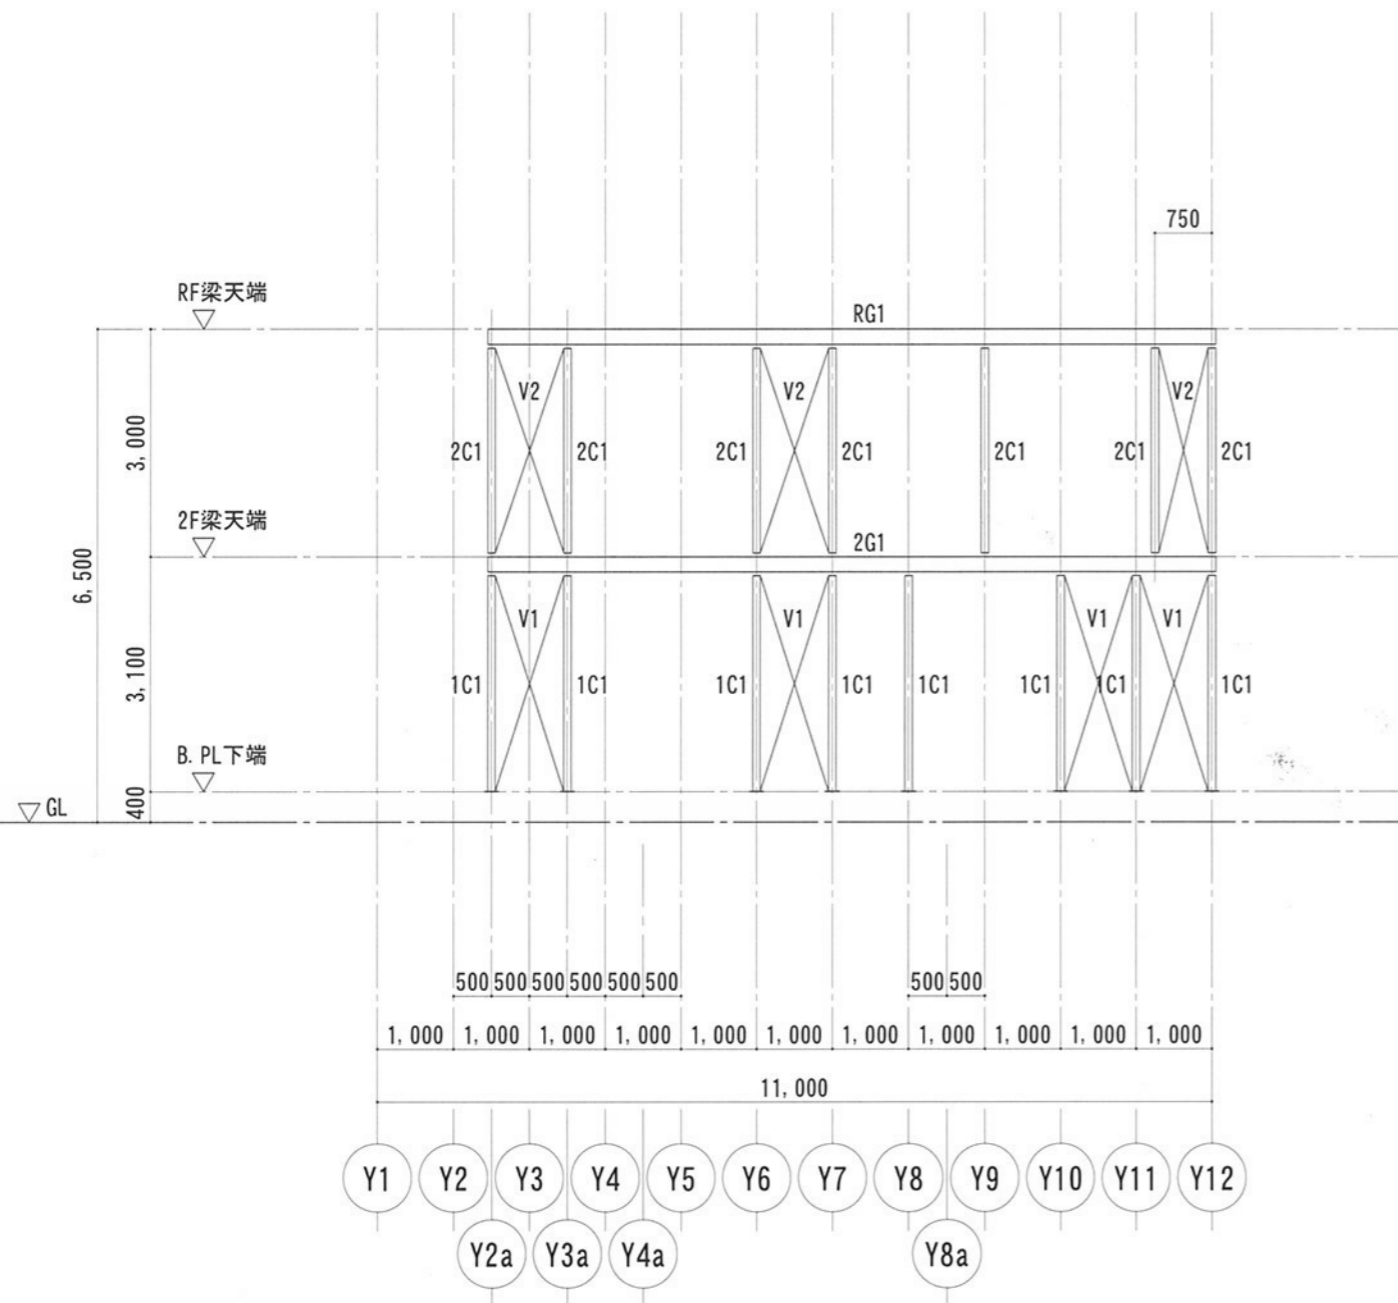 750
RF梁天端
RG1
V2 V2 V2
3,000
2C1 2C1 2C1 2C1 2C1 2C1 2C1
2F梁天端
2G1
6,500
V1 V1 V1 V1
3,100
1C1 1C1 1C1 1C1 1C1 1C1 1C1 1C1
B.PL下端
400
GL
500 500 500 500 500 500 500 500
1,000 1,000 1,000 1,000 1,000 1,000 1,000 1,000 1,000 1,000 1,000
11,000
Y1 Y2 Y3 Y4 Y5 Y6 Y7 Y8 Y9 Y10 Y11 Y12
Y2a Y3a Y4a Y8a